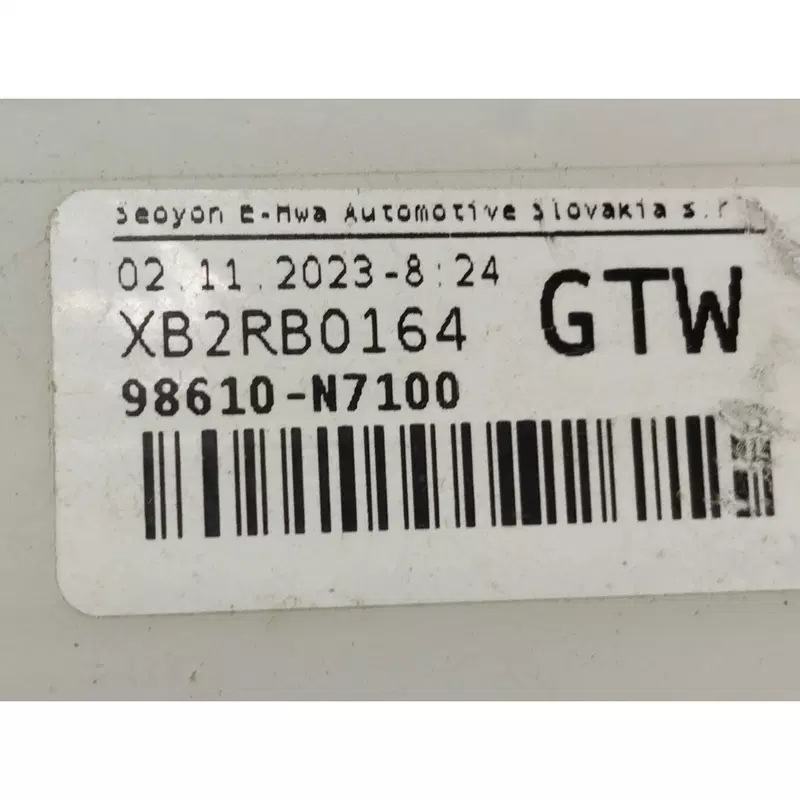 Seoyon E-Hwa Automotive Slovakia s.r
02.11.2023-8:24
GTW
XB2RB0164
98610-N7100